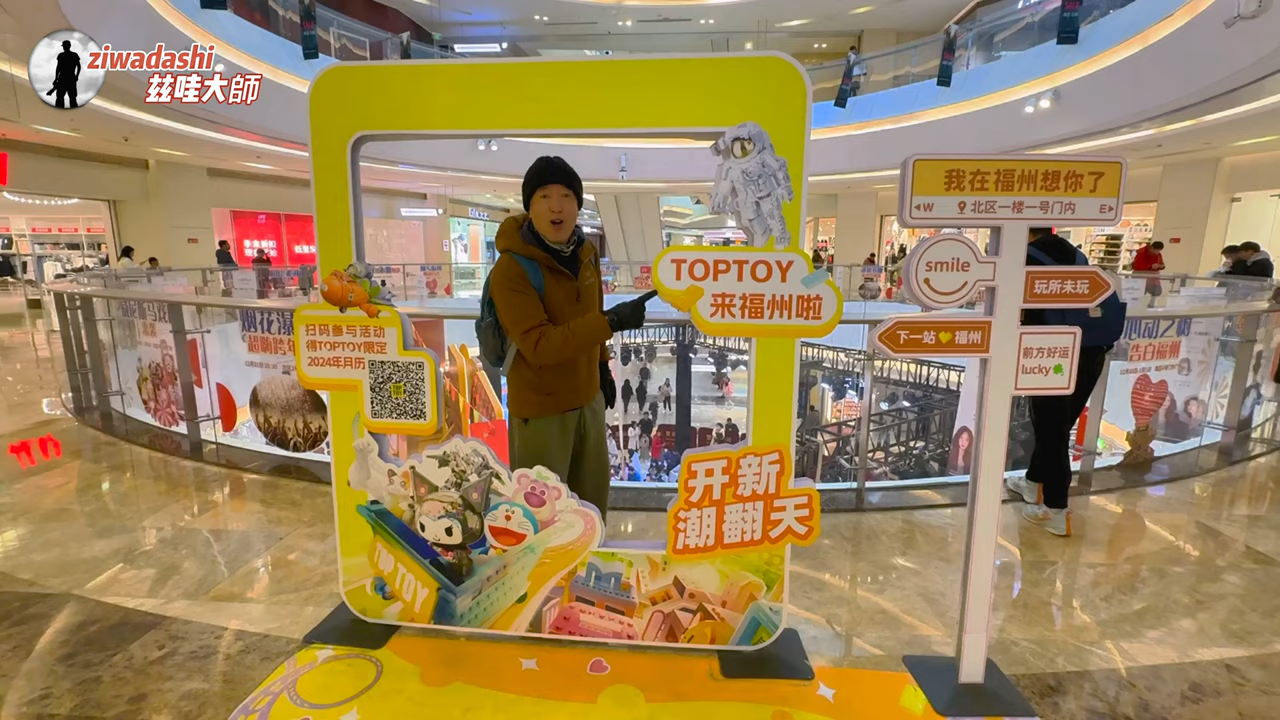 ziwadashi
兹哇大師
TOPTOY
来福州啦
扫码参与活动
得TOPTOY限定
2024年月历
TOP TOY
开新
潮翻天
我在福州想你了
W 北区一楼一号门内 E
smile
玩所未玩
下一站 福州
前方好运
lucky
告白福州